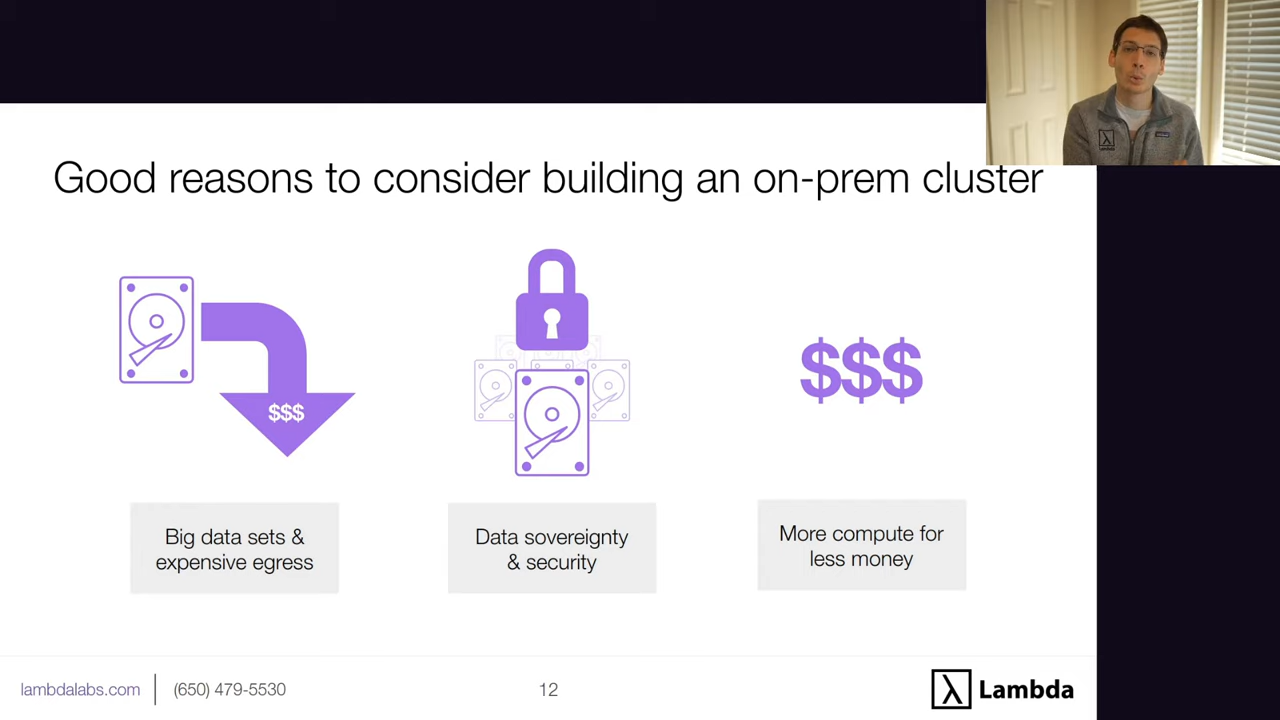 Good reasons to consider building an on-prem cluster
$$$
$$$
Big data sets &
expensive egress
Data sovereignty
& security
More compute for
less money
lambdalabs.com
(650) 479-5530
12
λ Lambda